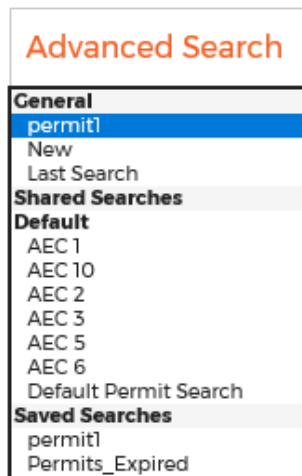 Advanced Search
General
permit1
New
Last Search
Shared Searches
Default
AEC 1
AEC 10
AEC 2
AEC 3
AEC 5
AEC 6
Default Permit Search
Saved Searches
permit1
Permits_Expired